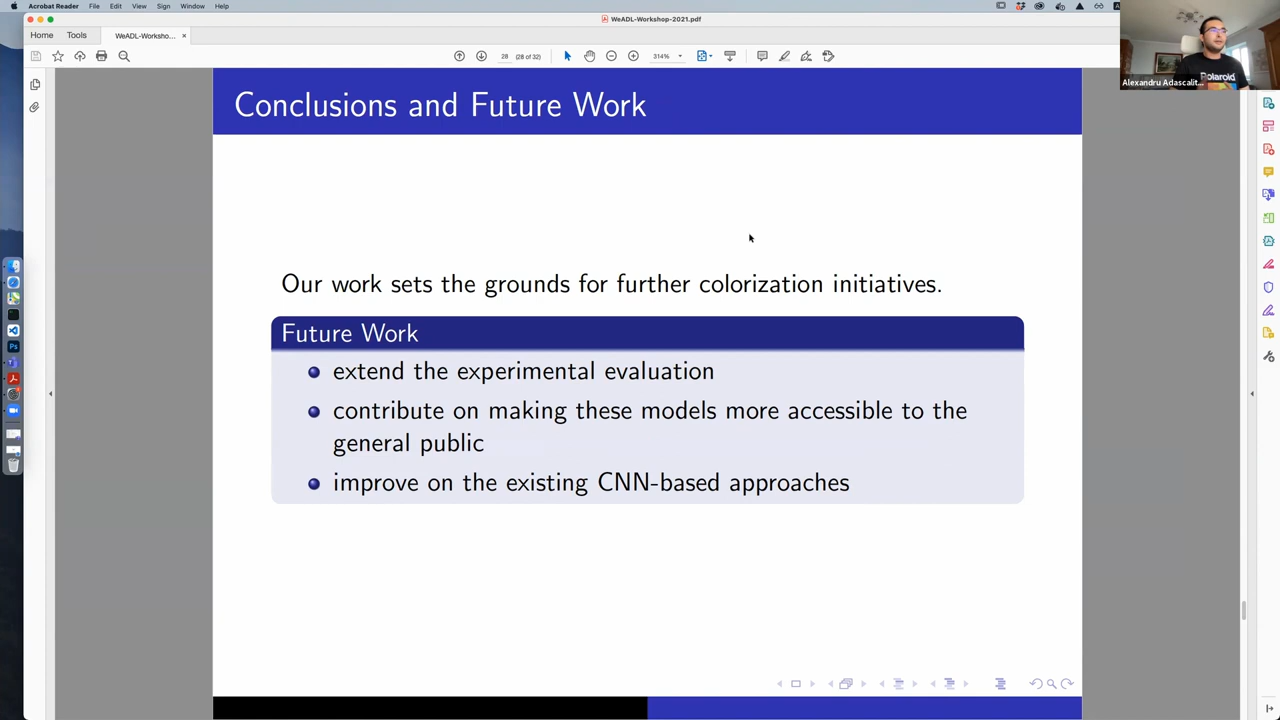 Acrobat Reader File Edit View Sign Window Help
WeADL-Workshop-2021.pdf
Home Tools WeADL-Worksho... ×
28 (28 of 32) 314%
Alexandru Adascalit...
Polaroid
Conclusions and Future Work
Our work sets the grounds for further colorization initiatives.
Future Work
extend the experimental evaluation
contribute on making these models more accessible to the
general public
improve on the existing CNN-based approaches